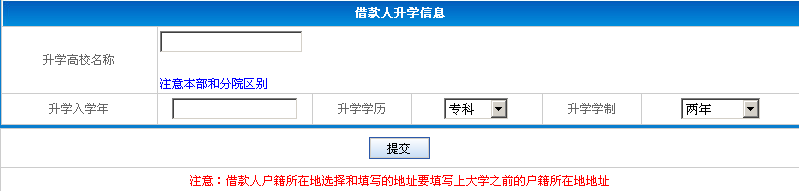 借款人升学信息
升学高校名称
注意本部和分院区别
升学入学年 升学学历 专科 升学学制 两年
提交
注意：借款人户籍所在地选择和填写的地址要填写上大学之前的户籍所在地地址